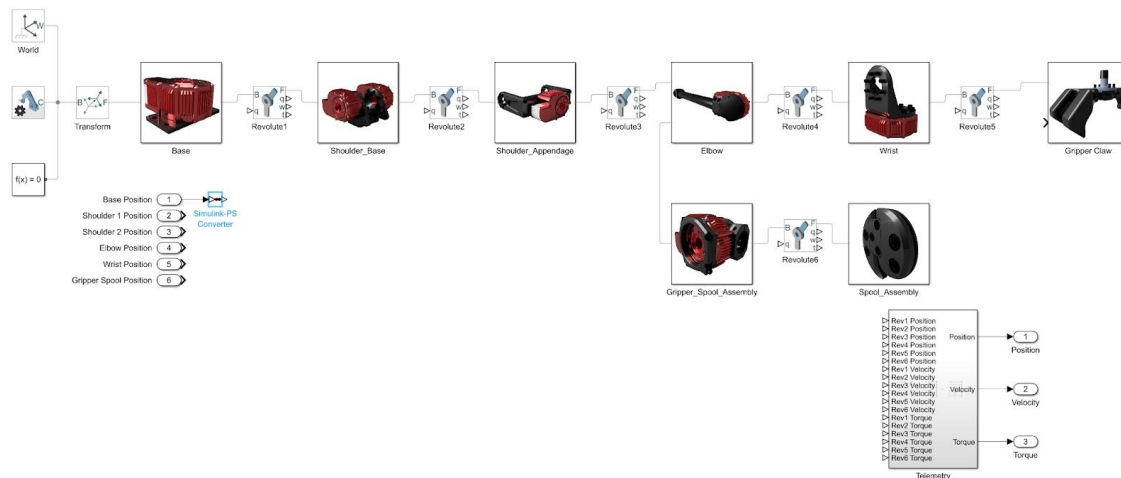 W
World
C
f(x) = 0
B F
Transform
Base
B F
q q
w
t
Revolute1
Shoulder_Base
B F
q q
w
t
Revolute2
Shoulder_Appendage
B F
q q
w
t
Revolute3
Elbow
B F
q q
w
t
Revolute4
Wrist
B F
q q
w
t
Revolute5
Gripper Claw
Base Position 1
Simulink-PS
Converter
Shoulder 1 Position 2
Shoulder 2 Position 3
Elbow Position 4
Wrist Position 5
Gripper Spool Position 6
Gripper_Spool_Assembly
B F
q q
w
t
Revolute6
Spool_Assembly
Rev1 Position
Rev2 Position
Rev3 Position
Rev4 Position
Rev5 Position
Rev6 Position
Rev1 Velocity
Rev2 Velocity
Rev3 Velocity
Rev4 Velocity
Rev5 Velocity
Rev6 Velocity
Rev1 Torque
Rev2 Torque
Rev3 Torque
Rev4 Torque
Rev5 Torque
Rev6 Torque
Position
Velocity
Torque
Telemetry
1
Position
2
Velocity
3
Torque